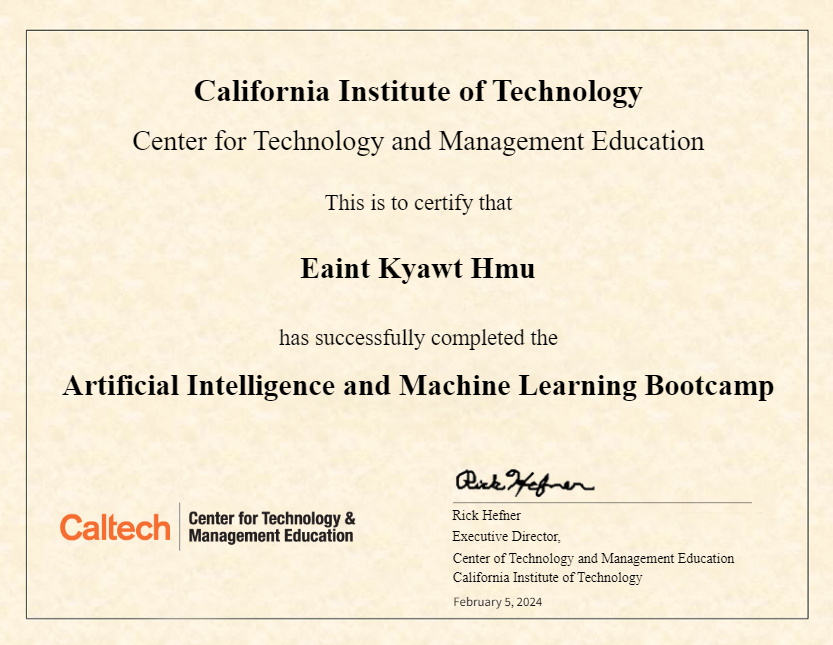 California Institute of Technology
Center for Technology and Management Education
This is to certify that
Eaint Kyawt Hmu
has successfully completed the
Artificial Intelligence and Machine Learning Bootcamp
Caltech
Center for Technology &
Management Education
Rick Hefner
Rick Hefner
Executive Director,
Center of Technology and Management Education
California Institute of Technology
February 5, 2024